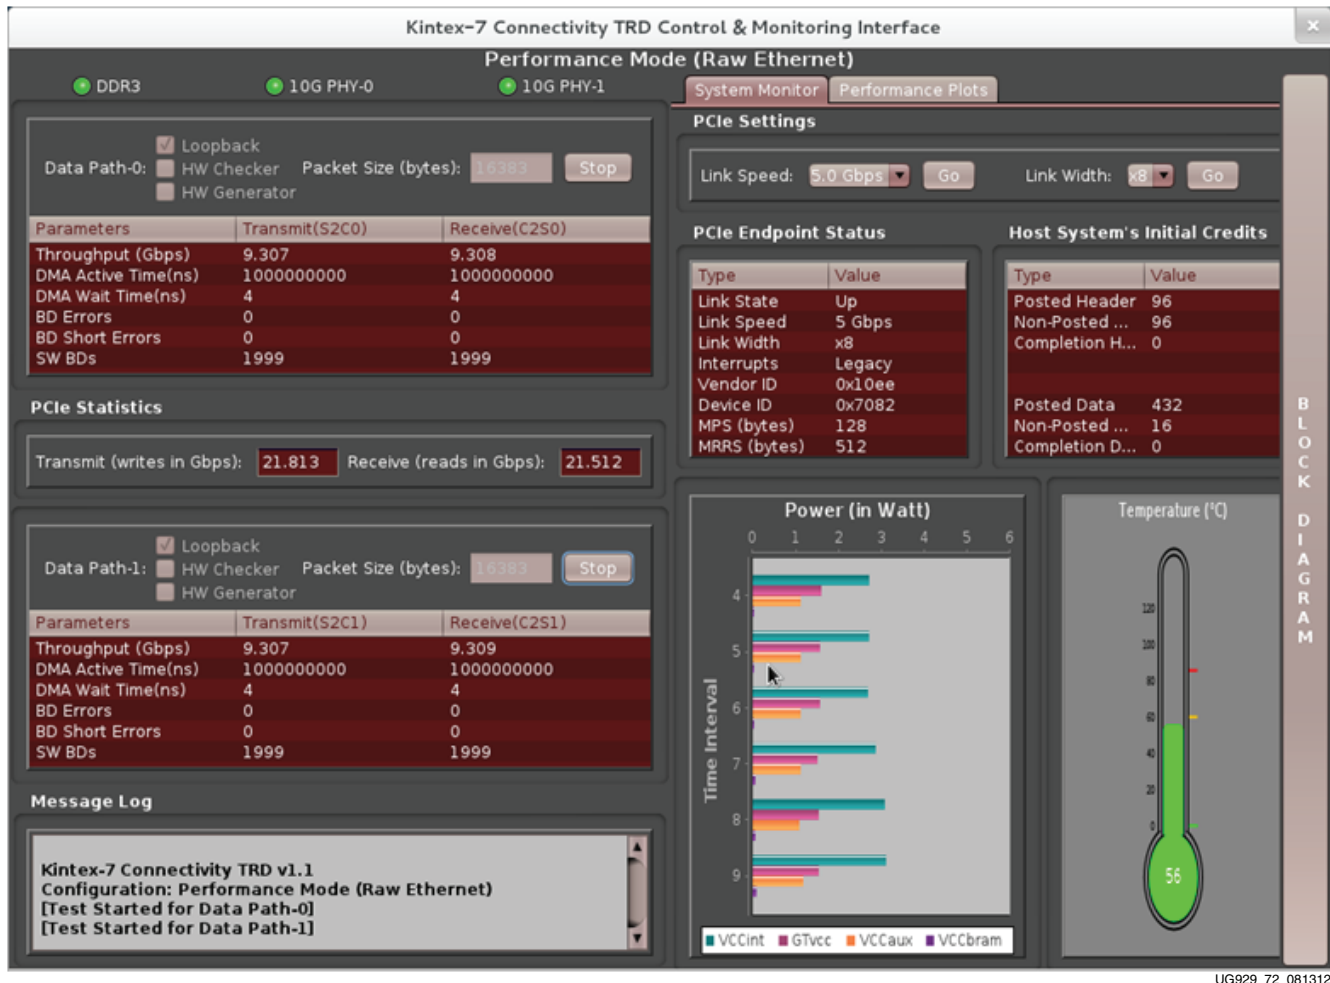 Kintex-7 Connectivity TRD Control & Monitoring Interface
Performance Mode (Raw Ethernet)
DDR3 10G PHY-0 10G PHY-1
Data Path-0:
Loopback
HW Checker
HW Generator
Packet Size (bytes): 16383 Stop
Parameters Transmit(S2C0) Receive(C2S0)
Throughput (Gbps) 9.307 9.308
DMA Active Time(ns) 1000000000 1000000000
DMA Wait Time(ns) 4 4
BD Errors 0 0
BD Short Errors 0 0
SW BDs 1999 1999
PCIe Statistics
Transmit (writes in Gbps): 21.813 Receive (reads in Gbps): 21.512
Data Path-1:
Loopback
HW Checker
HW Generator
Packet Size (bytes): 16383 Stop
Parameters Transmit(S2C1) Receive(C2S1)
Throughput (Gbps) 9.307 9.309
DMA Active Time(ns) 1000000000 1000000000
DMA Wait Time(ns) 4 4
BD Errors 0 0
BD Short Errors 0 0
SW BDs 1999 1999
Message Log
Kintex-7 Connectivity TRD v1.1
Configuration: Performance Mode (Raw Ethernet)
[Test Started for Data Path-0]
[Test Started for Data Path-1]
System Monitor Performance Plots
PCIe Settings
Link Speed: 5.0 Gbps Go Link Width: x8 Go
PCIe Endpoint Status
Type Value
Link State Up
Link Speed 5 Gbps
Link Width x8
Interrupts Legacy
Vendor ID 0x10ee
Device ID 0x7082
MPS (bytes) 128
MRRS (bytes) 512
Host System's Initial Credits
Type Value
Posted Header 96
Non-Posted ... 96
Completion H... 0
Posted Data 432
Non-Posted ... 16
Completion D... 0
Power (in Watt)
0 1 2 3 4 5 6
Time Interval
4
5
6
7
8
9
VCCint GTvcc VCCaux VCCbram
Temperature (°C)
120
100
80
60
40
20
0
56
BLOCK DIAGRAM
UG929_72_081312